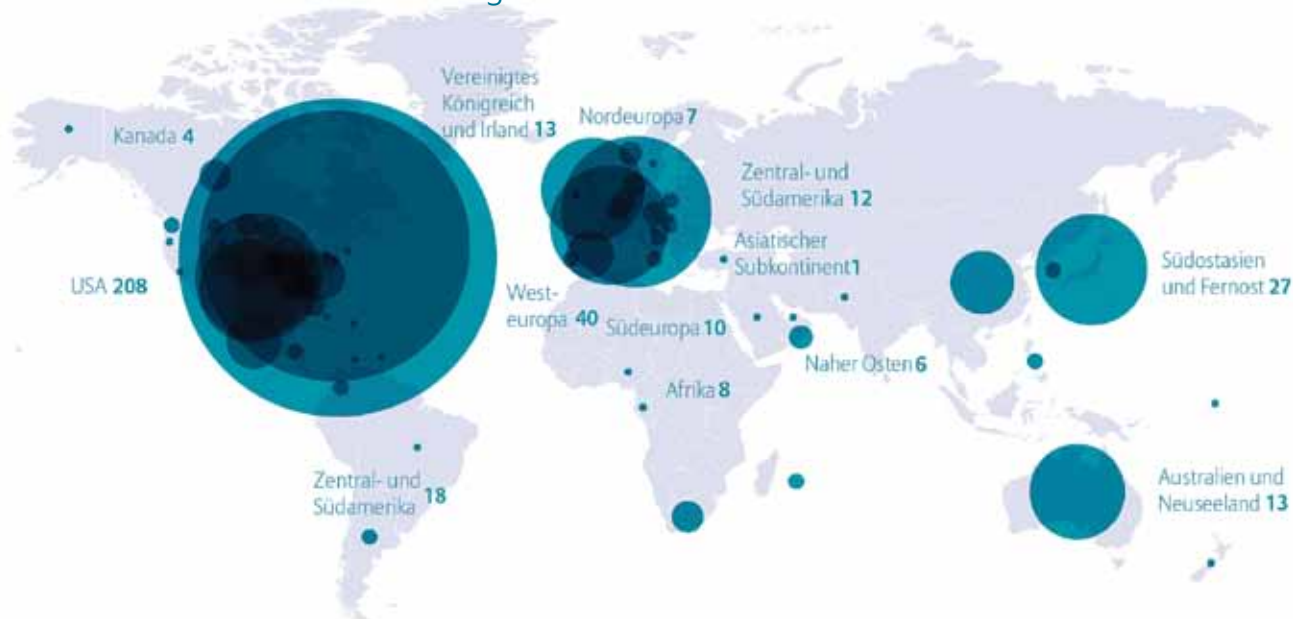 Vereinigtes
Königreich
und Irland 13
Nordeuropa 7
Kanada 4
Zentral- und
Südamerika 12
Asiatischer
Subkontinent 1
USA 208
West-
europa 40
Südeuropa 10
Südostasien
und Fernost 27
Naher Osten 6
Afrika 8
Zentral- und
Südamerika 18
Australien und
Neuseeland 13